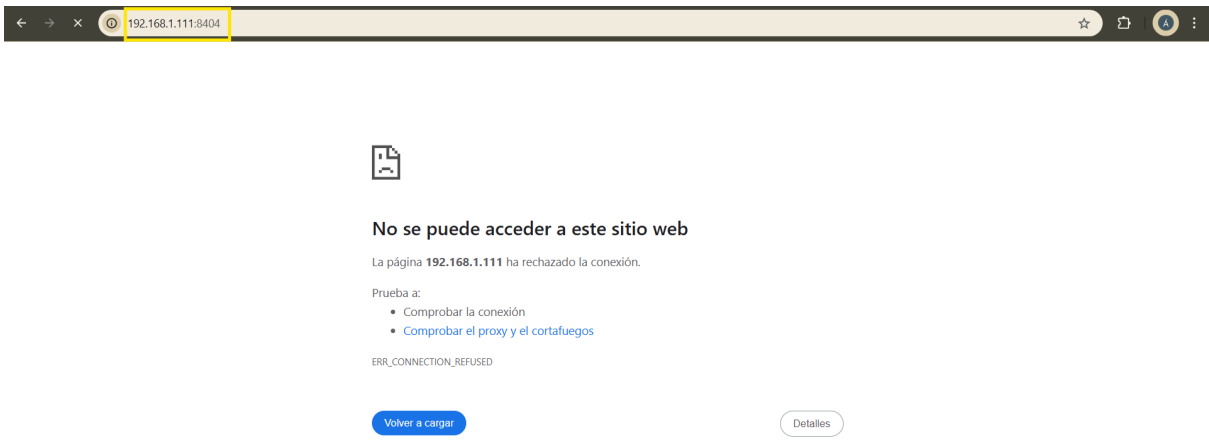 192.168.1.111:8404
A
No se puede acceder a este sitio web
La página 192.168.1.111 ha rechazado la conexión.
Prueba a:
Comprobar la conexión
Comprobar el proxy y el cortafuegos
ERR_CONNECTION_REFUSED
Volver a cargar
Detalles